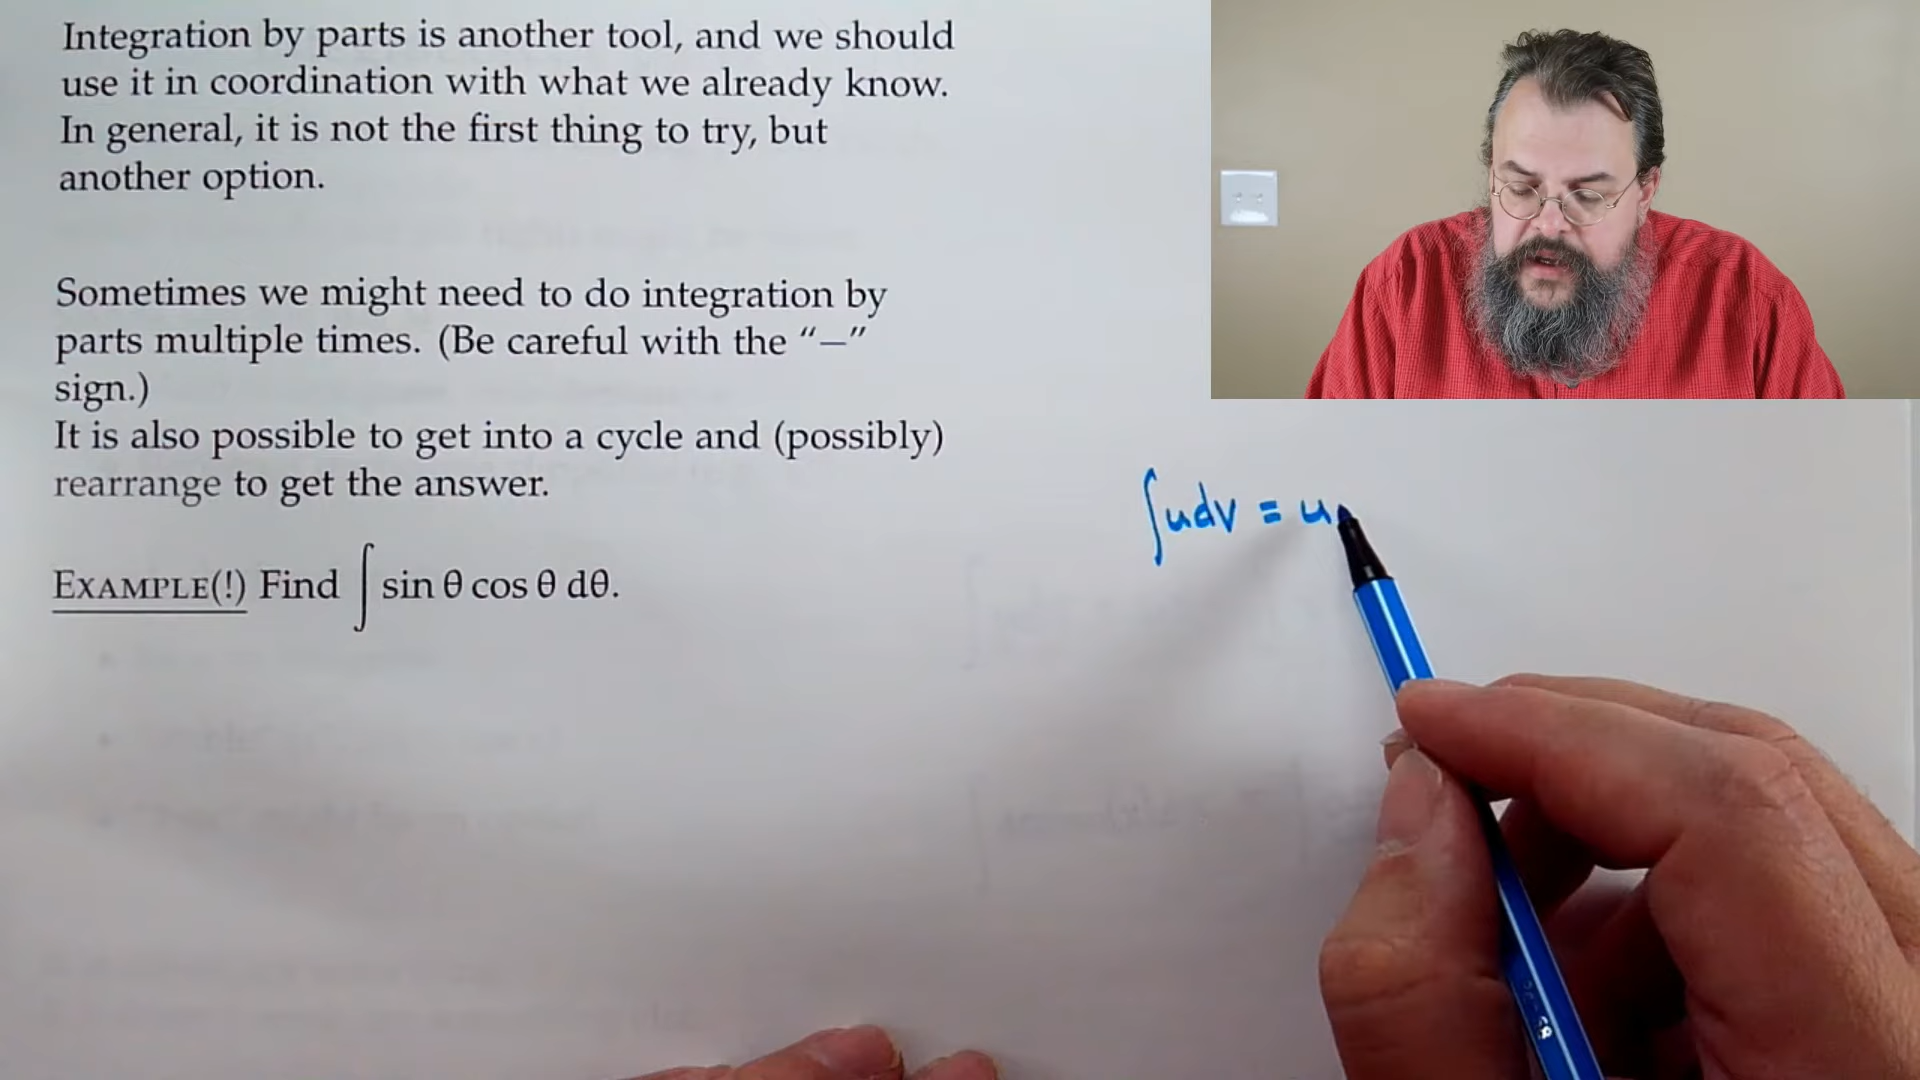 Integration by parts is another tool, and we should
use it in coordination with what we already know.
In general, it is not the first thing to try, but
another option.
Sometimes we might need to do integration by
parts multiple times. (Be careful with the “−”
sign.)
It is also possible to get into a cycle and (possibly)
rearrange to get the answer.
∫udv = u
EXAMPLE(!) Find ∫ sin θ cos θ dθ.